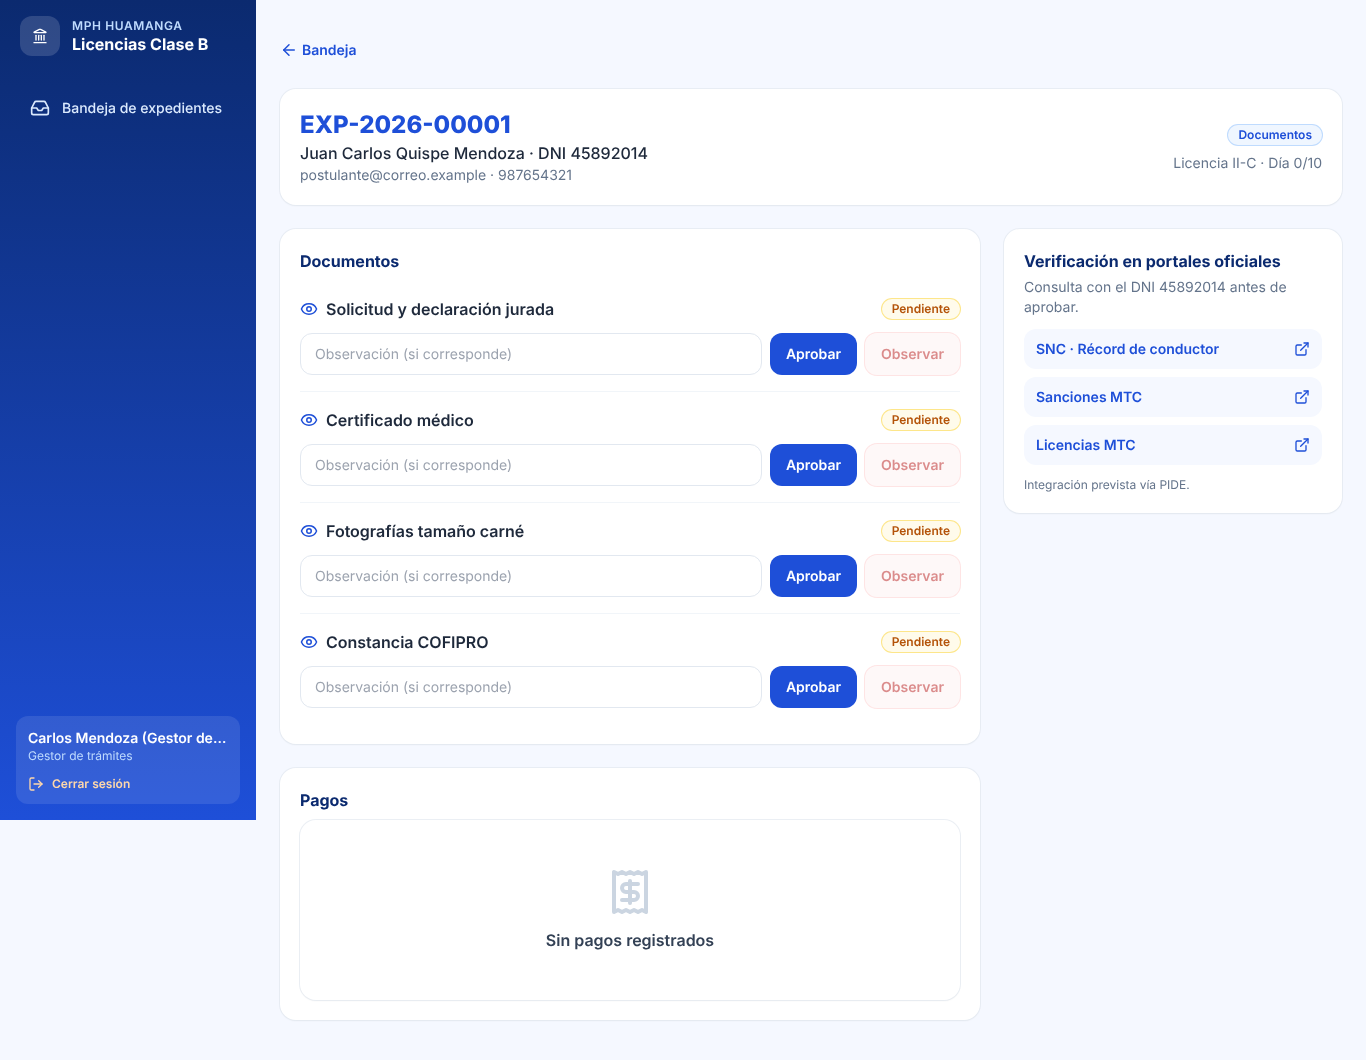 MPH HUAMANGA
Licencias Clase B
Bandeja de expedientes
Carlos Mendoza (Gestor de...
Gestor de trámites
Cerrar sesión
Bandeja
EXP-2026-00001
Juan Carlos Quispe Mendoza · DNI 45892014
postulante@correo.example · 987654321
Documentos
Licencia II-C · Día 0/10
Documentos
Solicitud y declaración jurada
Pendiente
Observación (si corresponde)
Aprobar
Observar
Certificado médico
Pendiente
Observación (si corresponde)
Aprobar
Observar
Fotografías tamaño carné
Pendiente
Observación (si corresponde)
Aprobar
Observar
Constancia COFIPRO
Pendiente
Observación (si corresponde)
Aprobar
Observar
Pagos
Sin pagos registrados
Verificación en portales oficiales
Consulta con el DNI 45892014 antes de
aprobar.
SNC · Récord de conductor
Sanciones MTC
Licencias MTC
Integración prevista vía PIDE.